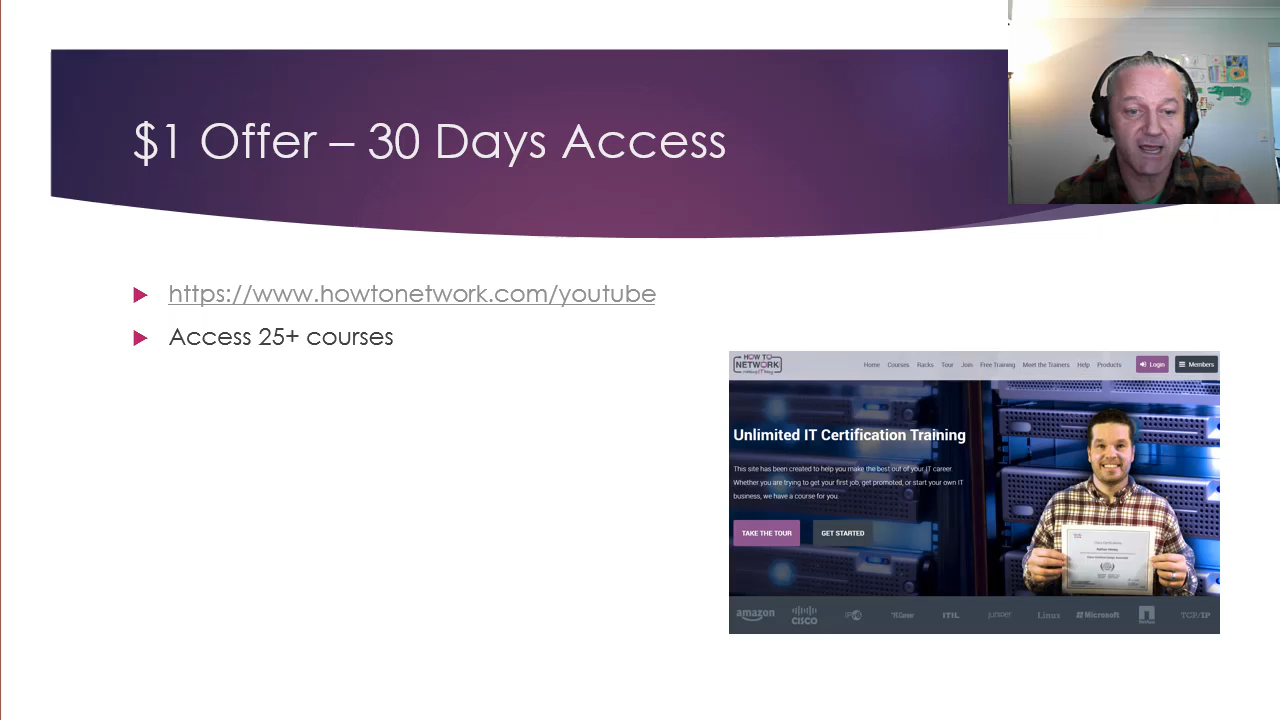 $1 Offer – 30 Days Access
https://www.howtonetwork.com/youtube
Access 25+ courses
HOW TO
NETWORK
Home Courses Racks Tour Join Free Training Meet the Trainers Help Products Login Members
Unlimited IT Certification Training
This site has been created to help you make the best out of your IT career
Whether you are trying to get your first job, get promoted, or start your own IT
business, we have a course for you.
TAKE THE TOUR GET STARTED
amazon CISCO ITIL Juniper Linux Microsoft TCP/IP